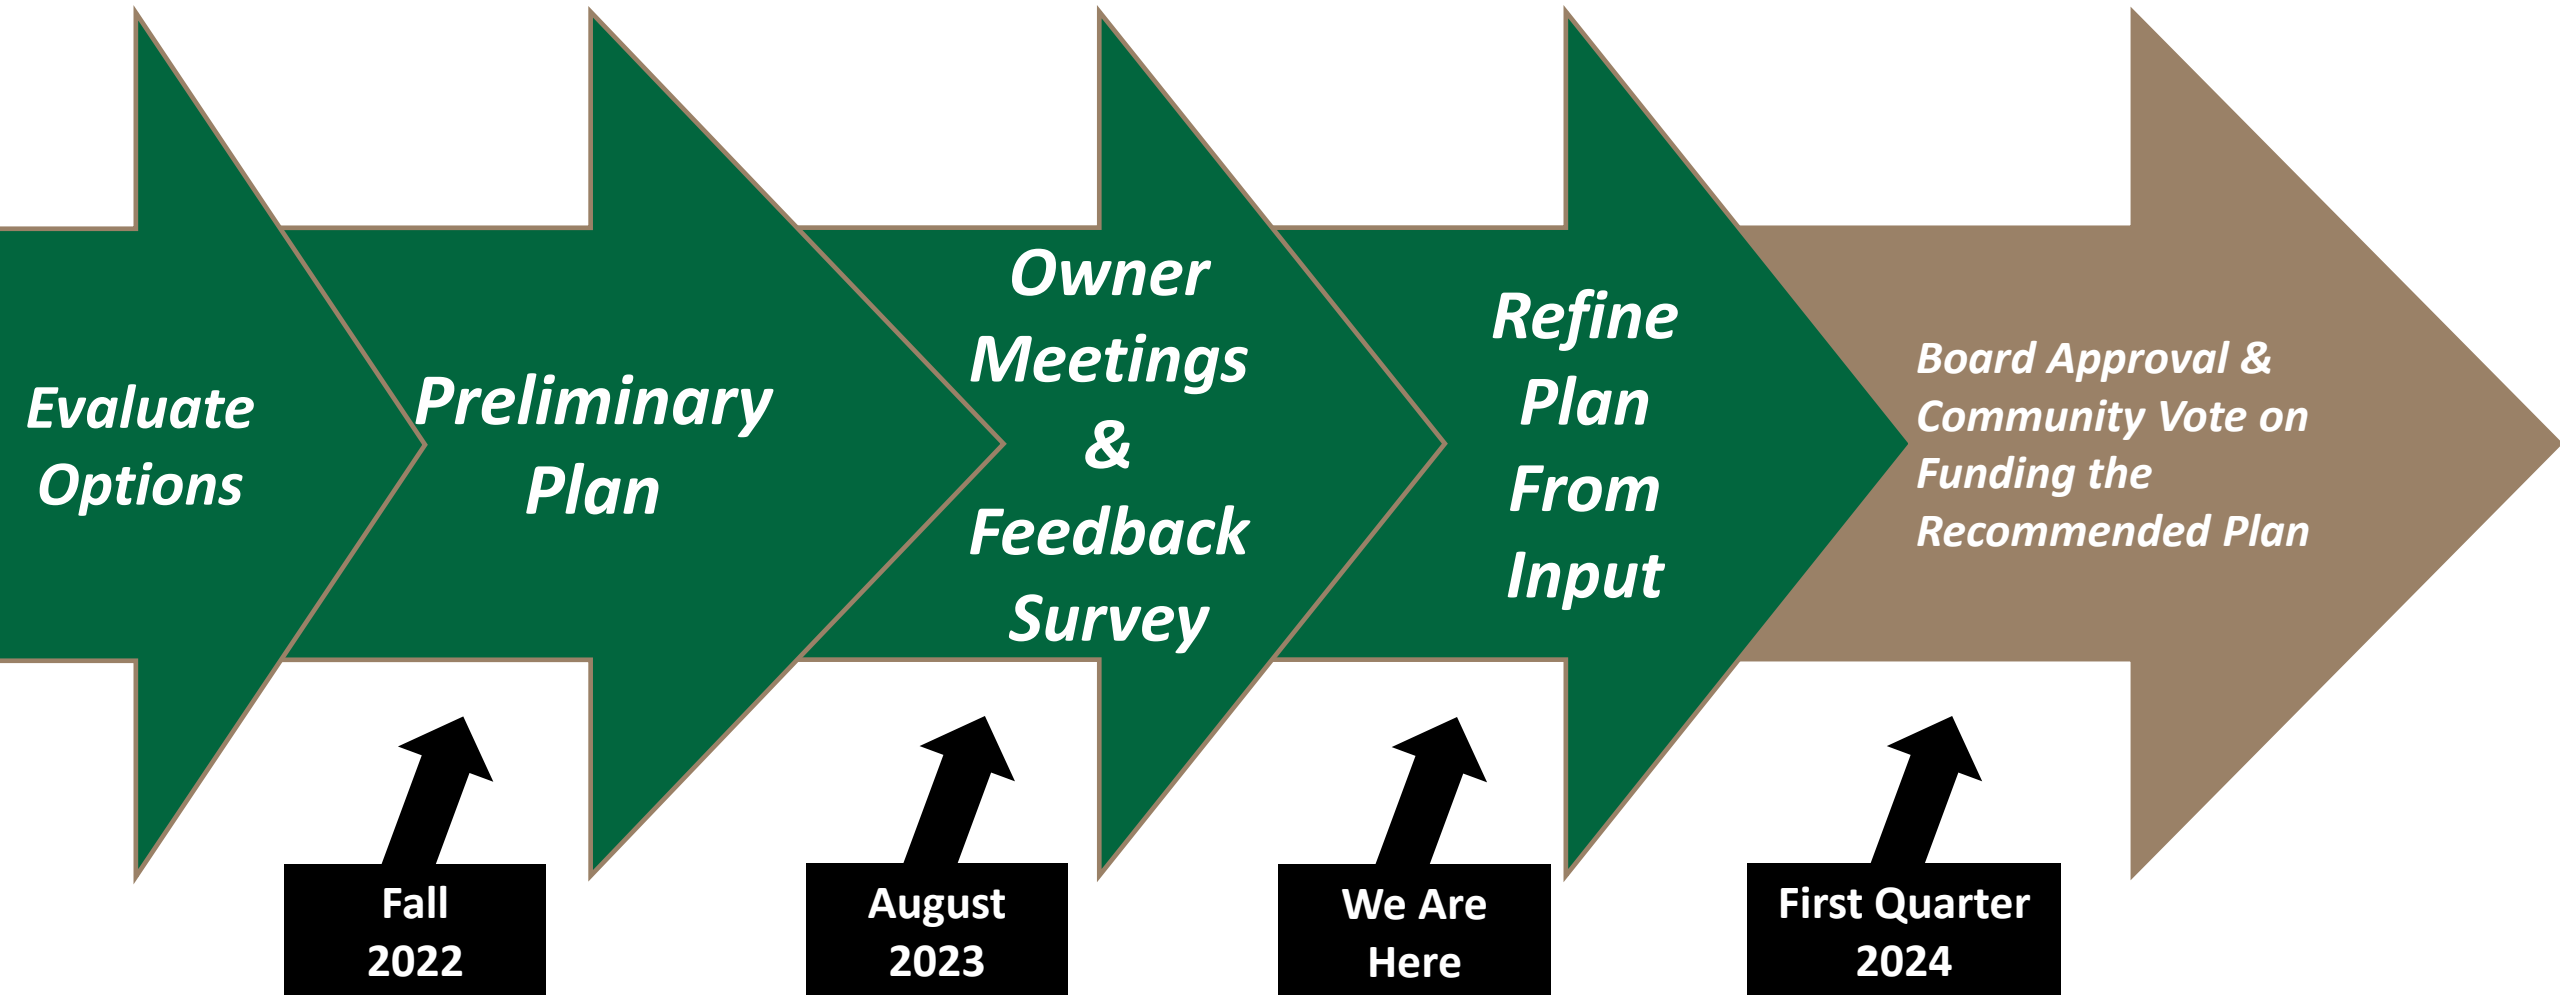 Evaluate
Options
Preliminary
Plan
Owner
Meetings
&
Feedback
Survey
Refine
Plan
From
Input
Board Approval &
Community Vote on
Funding the
Recommended Plan
Fall
2022
August
2023
We Are
Here
First Quarter
2024